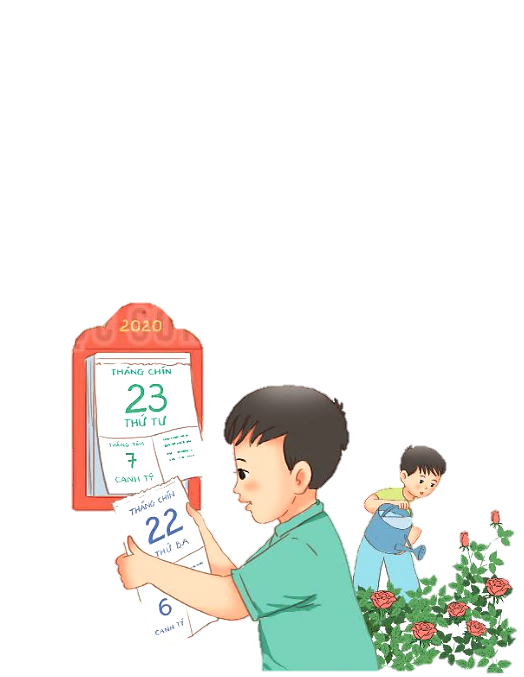 2020
THÁNG CHÍN
23
THỨ TƯ
THÁNG TÁM
7
CANH TÝ
THÁNG CHÍN
22
THỨ BA
6
CANH TÝ